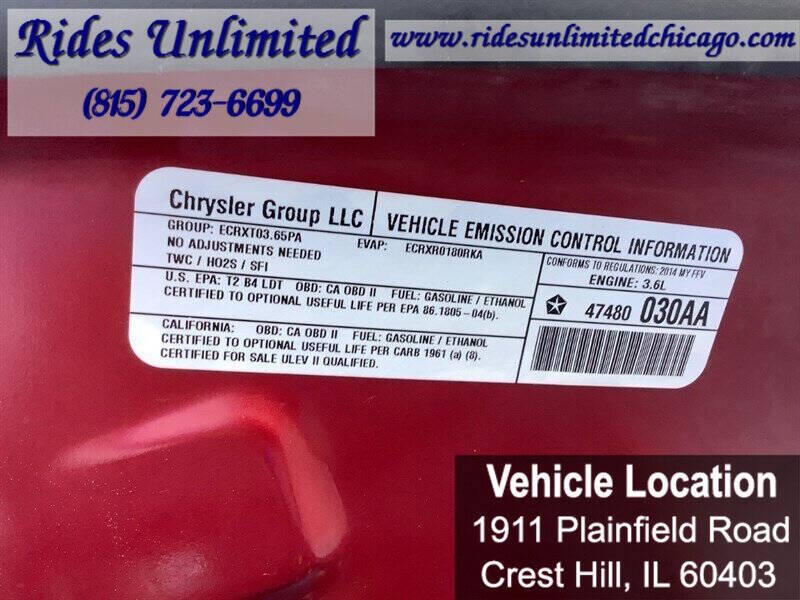 Rides Unlimited
(815) 723-6699
www.ridesunlimitedchicago.com
Chrysler Group LLC
VEHICLE EMISSION CONTROL INFORMATION
GROUP: ECRXT03.65PA
EVAP: ECRXR0180RKA
NO ADJUSTMENTS NEEDED
TWC / HO2S / SFI
CONFORMS TO REGULATIONS: 2014 MY FFV
ENGINE: 3.6L
U.S. EPA: T2 B4 LDT OBD: CA OBD II FUEL: GASOLINE / ETHANOL
CERTIFIED TO OPTIONAL USEFUL LIFE PER EPA 86.1805-04(b).
47480 030AA
CALIFORNIA: OBD: CA OBD II FUEL: GASOLINE / ETHANOL
CERTIFIED TO OPTIONAL USEFUL LIFE PER CARB 1961 (a) (8).
CERTIFIED FOR SALE ULEV II QUALIFIED.
Vehicle Location
1911 Plainfield Road
Crest Hill, IL 60403